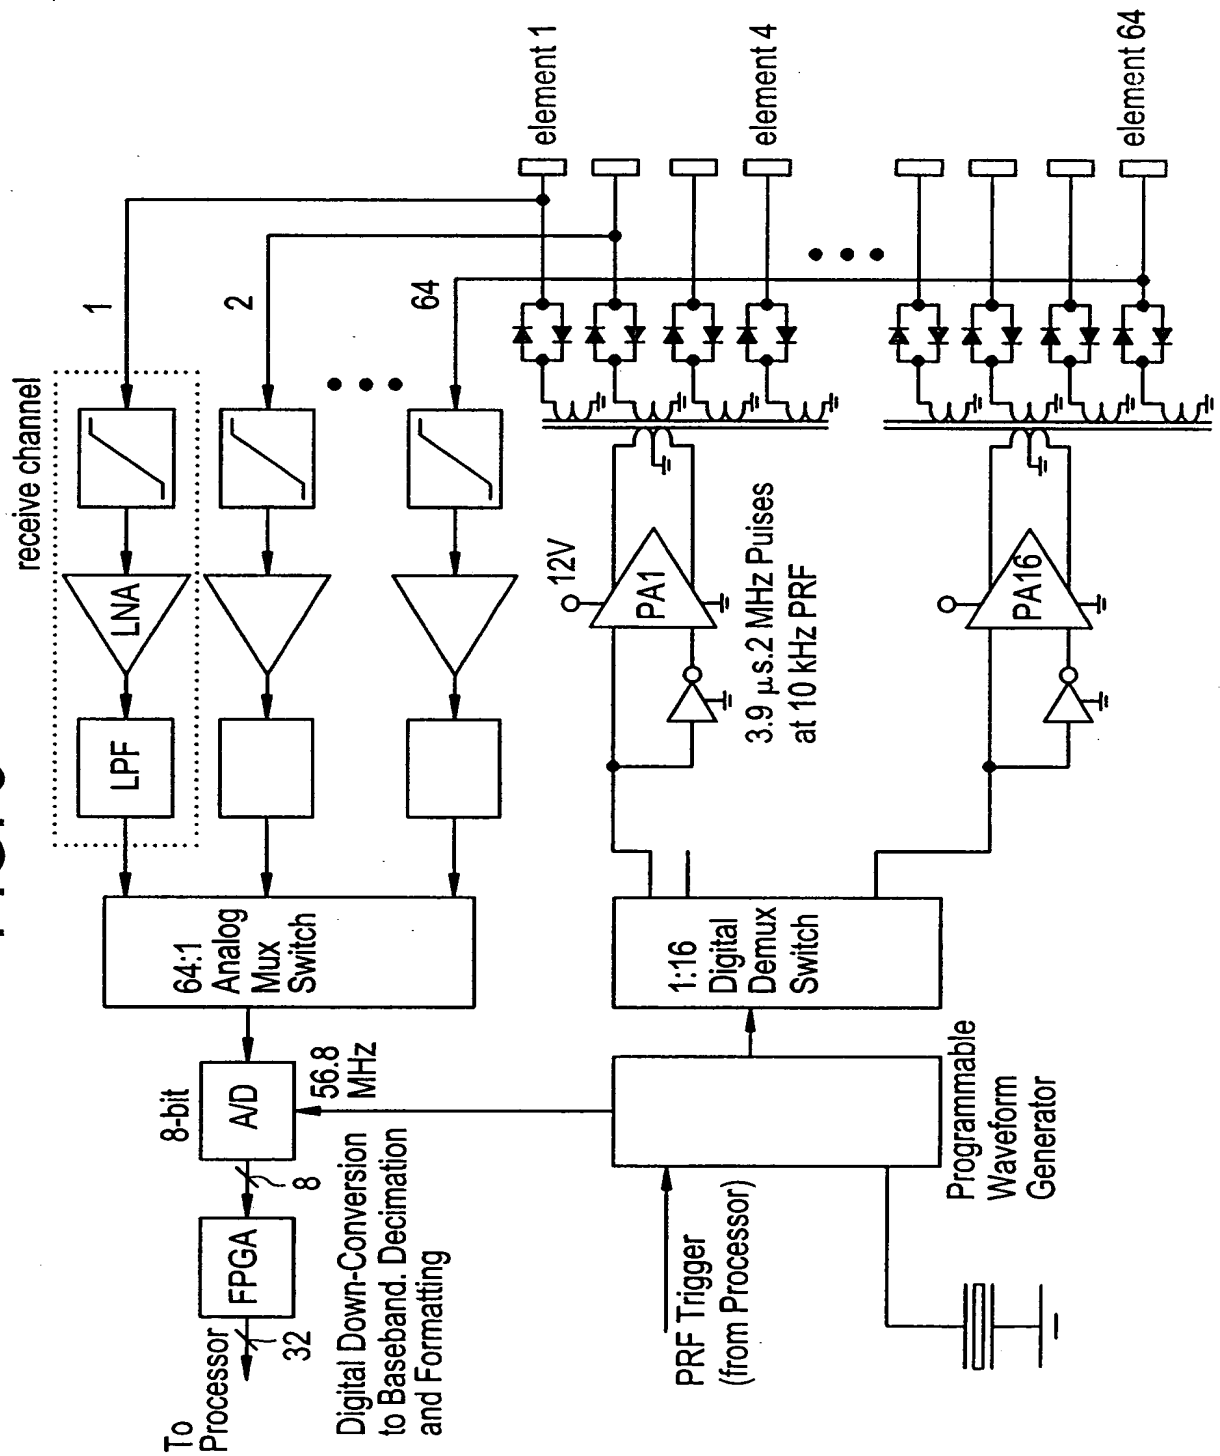 receive channel
1
2
64
LPF
LNA
64:1
Analog
Mux
Switch
8-bit
A/D
8
FPGA
32
To
Processor
56.8
MHz
Digital Down-Conversion
to Baseband. Decimation
and Formatting
element 1
element 4
element 64
12V
PA1
PA16
3.9 μ.s.2 MHz Puises
at 10 kHz PRF
1:16
Digital
Demux
Switch
PRF Trigger
(from Processor)
Programmable
Waveform
Generator